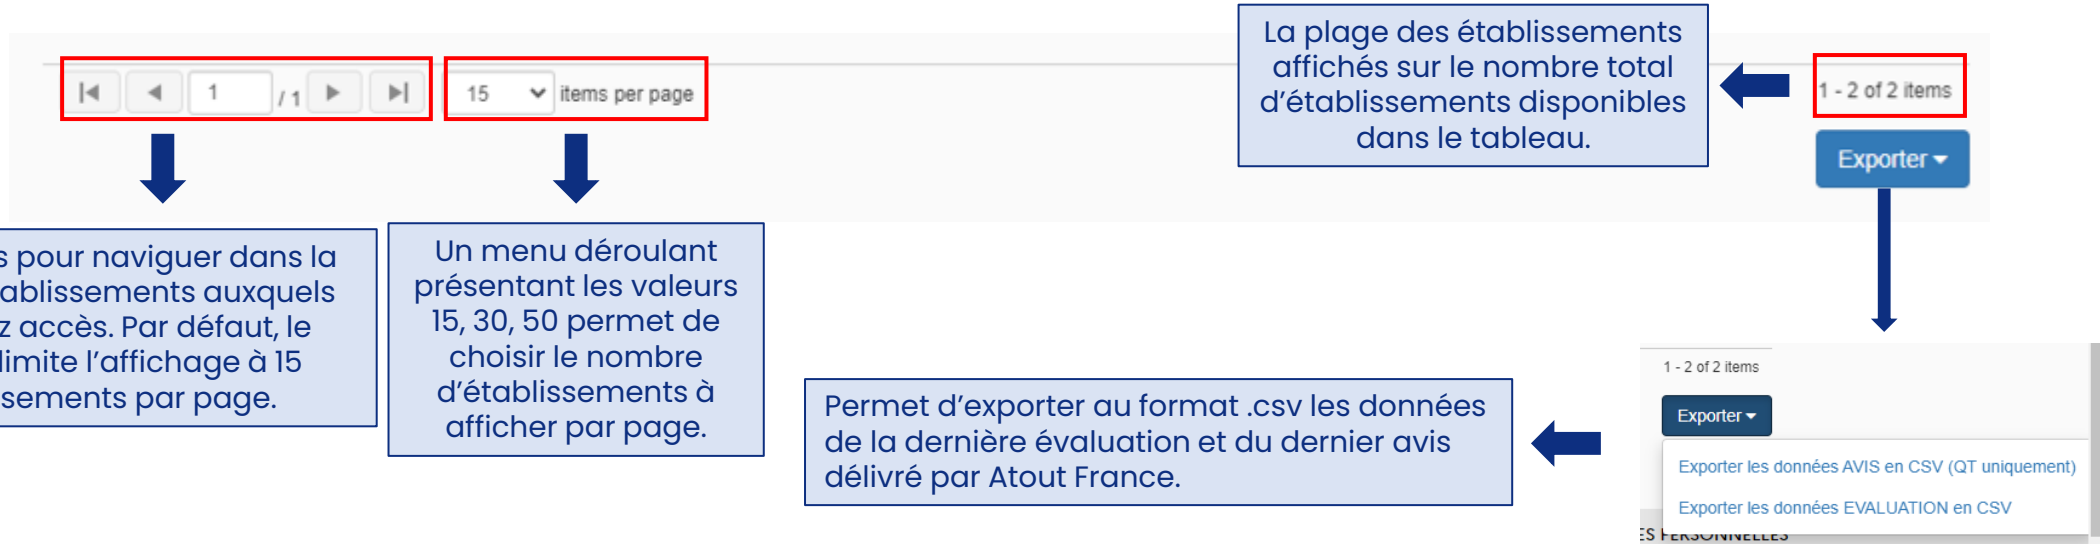 La plage des établissements
affichés sur le nombre total
d’établissements disponibles
dans le tableau.
1 / 1
15 items per page
1 - 2 of 2 items
Exporter
s pour naviguer dans la
ablissements auxquels
z accès. Par défaut, le
limite l’affichage à 15
sements par page.
Un menu déroulant
présentant les valeurs
15, 30, 50 permet de
choisir le nombre
d’établissements à
afficher par page.
Permet d’exporter au format .csv les données
de la dernière évaluation et du dernier avis
délivré par Atout France.
1 - 2 of 2 items
Exporter
Exporter les données AVIS en CSV (QT uniquement)
Exporter les données EVALUATION en CSV
ES PERSONNELLES